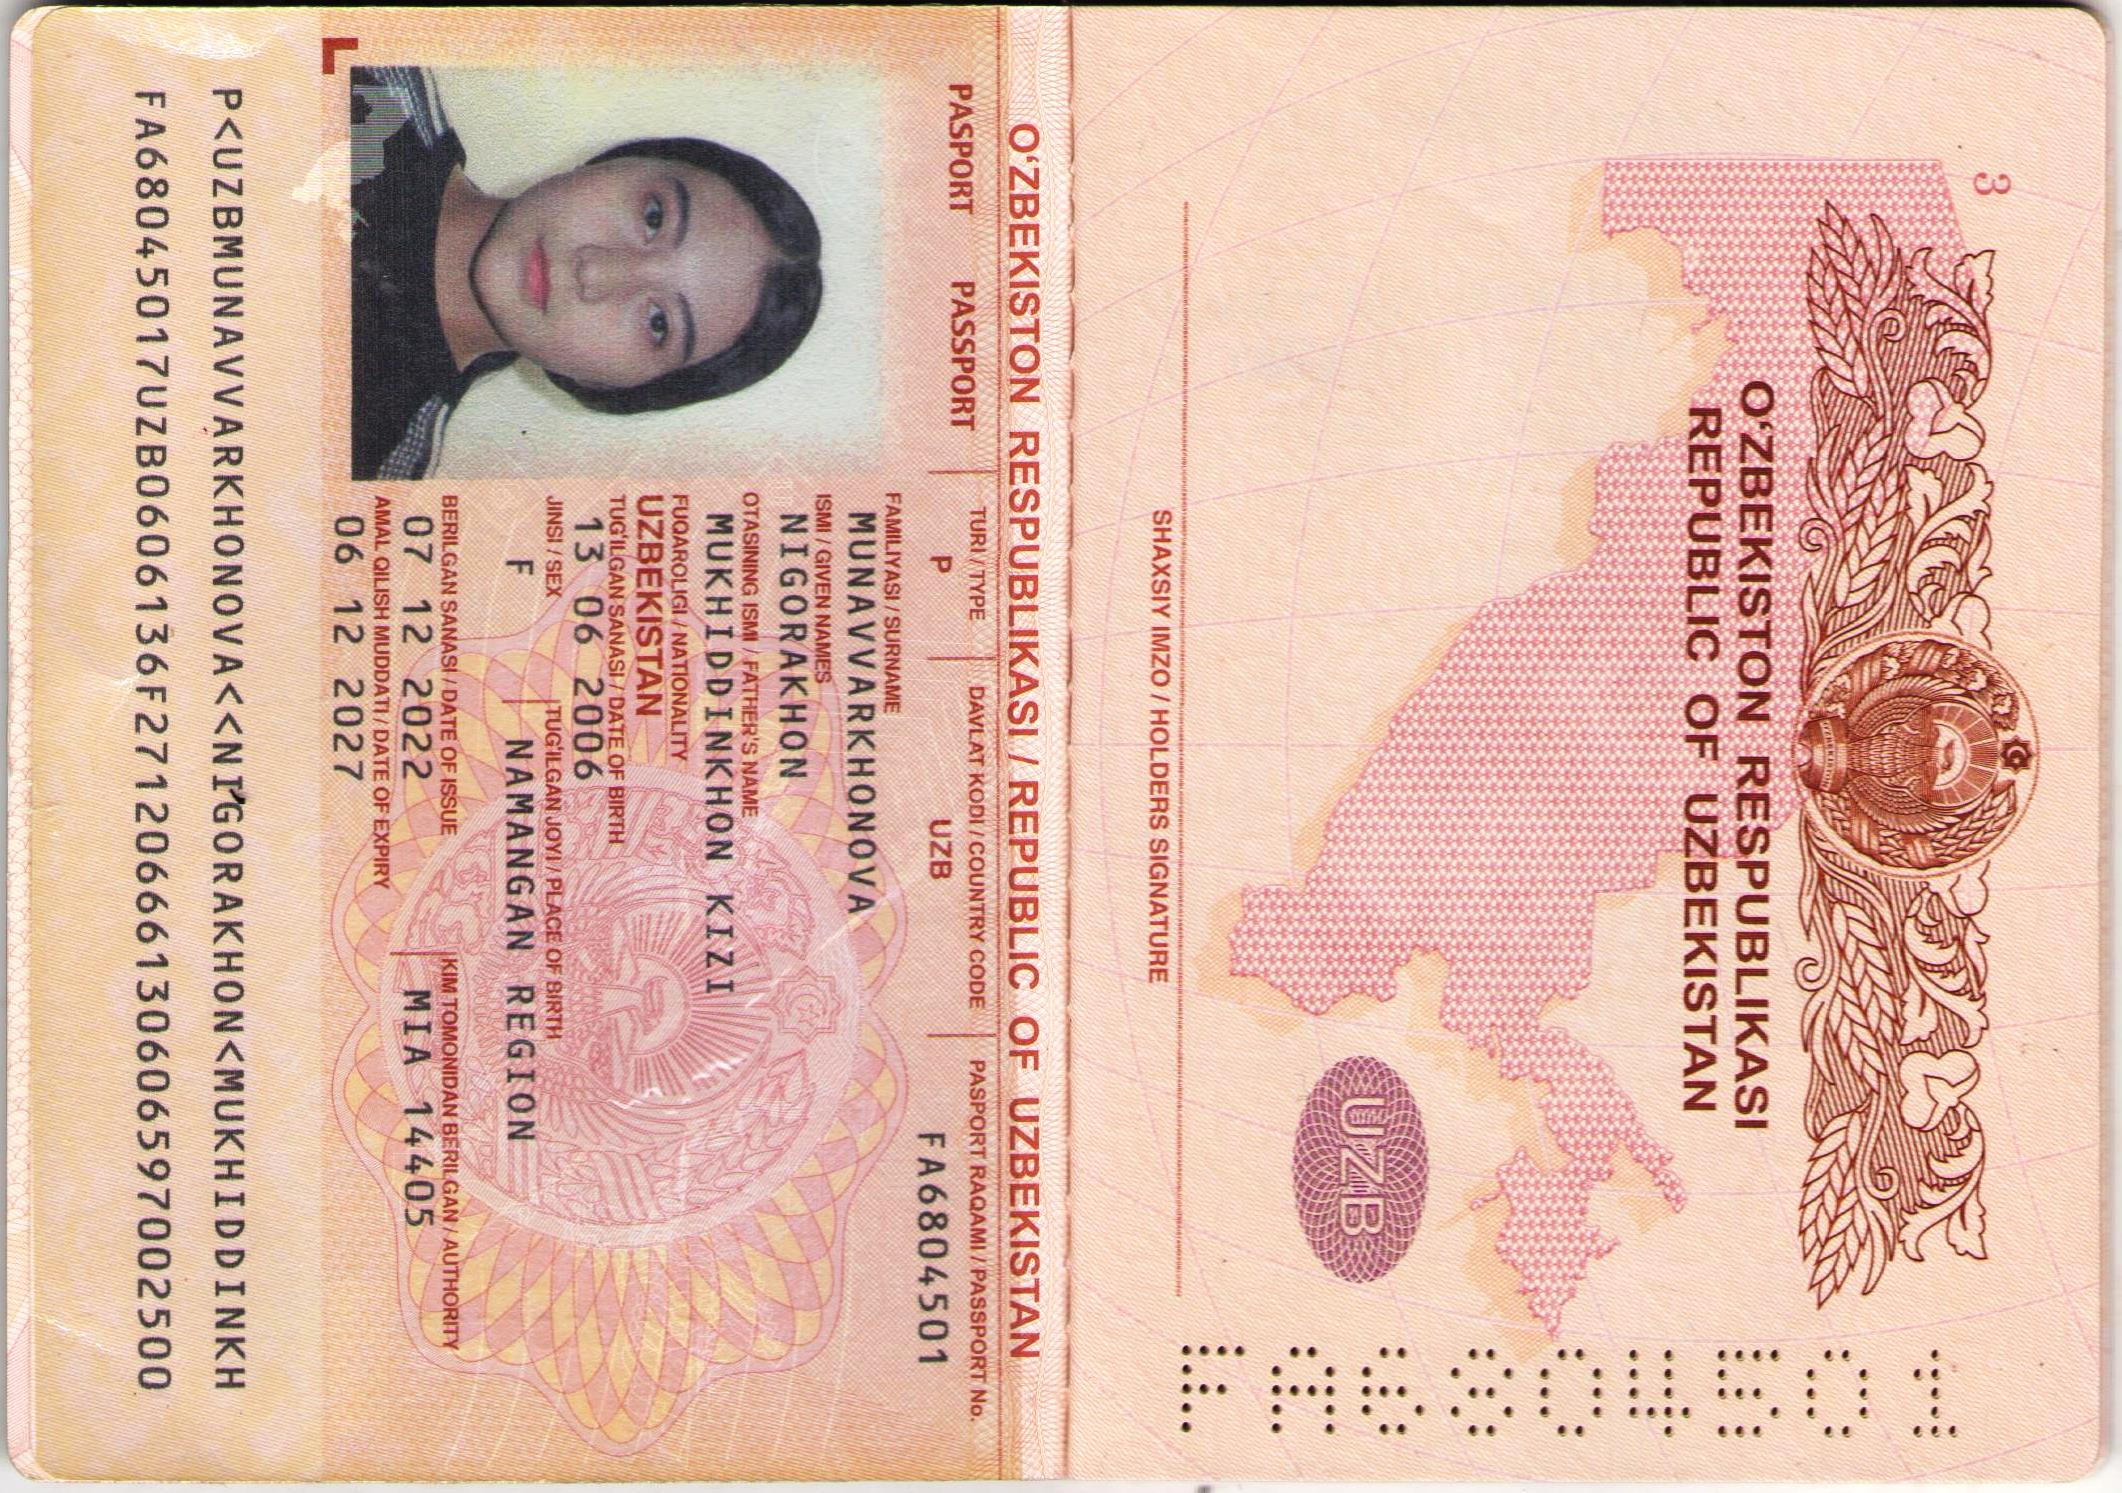 3
O'ZBEKISTON
O‘ZBEKISTON RESPUBLIKASI
REPUBLIC OF UZBEKISTAN
FA6804501
UZB
SHAXSIY IMZO / HOLDERS SIGNATURE
O‘ZBEKISTON RESPUBLIKASI / REPUBLIC OF UZBEKISTAN
PASPORT PASSPORT
TURI / TYPE
P
DAVLAT KODI / COUNTRY CODE
UZB
PASPORT RAQAMI / PASSPORT No.
FA6804501
FAMILIYASI / SURNAME
MUNAVVARKHONOVA
ISMI / GIVEN NAMES
NIGORAKHON
OTASINING ISMI / FATHER'S NAME
MUKHIDDINKHON KIZI
FUQAROLIGI / NATIONALITY
UZBEKISTAN
TUG‘ILGAN SANASI / DATE OF BIRTH
13 06 2006
JINSI / SEX
F
TUG‘ILGAN JOYI / PLACE OF BIRTH
NAMANGAN REGION
BERILGAN SANASI / DATE OF ISSUE
07 12 2022
KIM TOMONIDAN BERILGAN / AUTHORITY
MIA 14405
AMAL QILISH MUDDATI / DATE OF EXPIRY
06 12 2027
P<UZBMUNAVVARKHONOVA<<NIGORAKHON<MUKHIDDINKH
FA68045017UZB0606136F27120666130606597002500